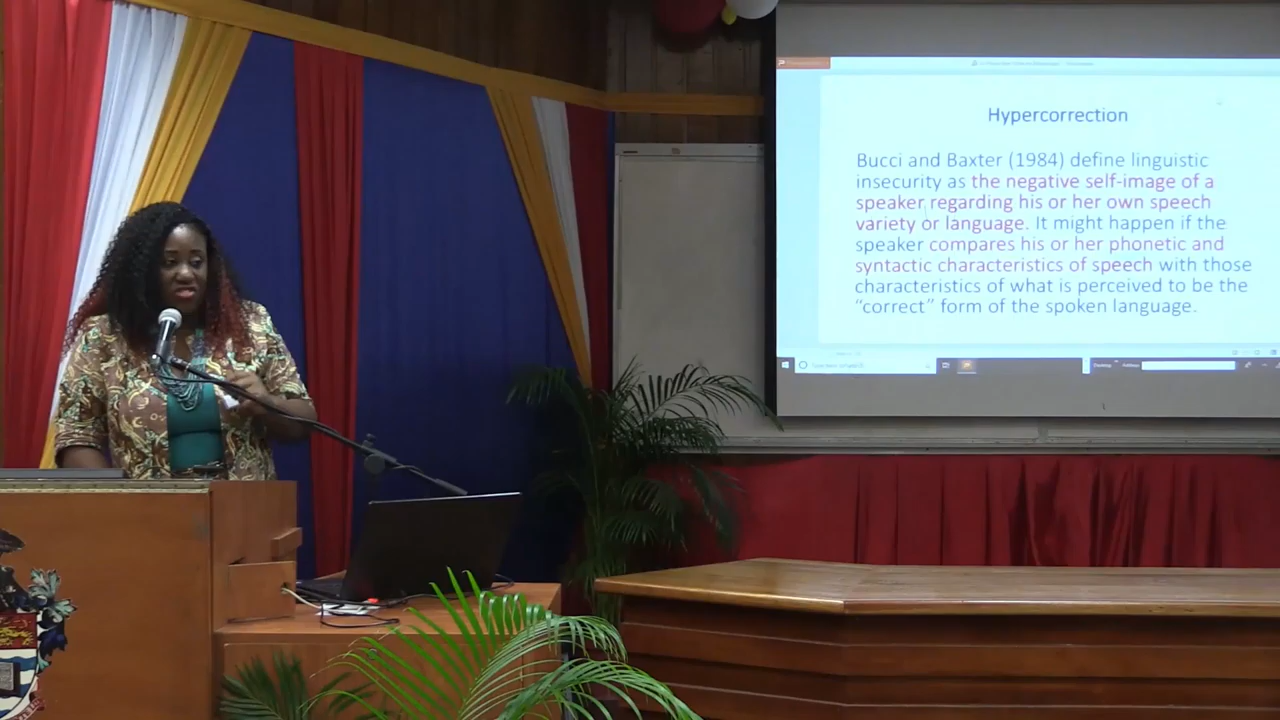 Hypercorrection
Bucci and Baxter (1984) define linguistic
insecurity as the negative self-image of a
speaker regarding his or her own speech
variety or language. It might happen if the
speaker compares his or her phonetic and
syntactic characteristics of speech with those
characteristics of what is perceived to be the
“correct” form of the spoken language.